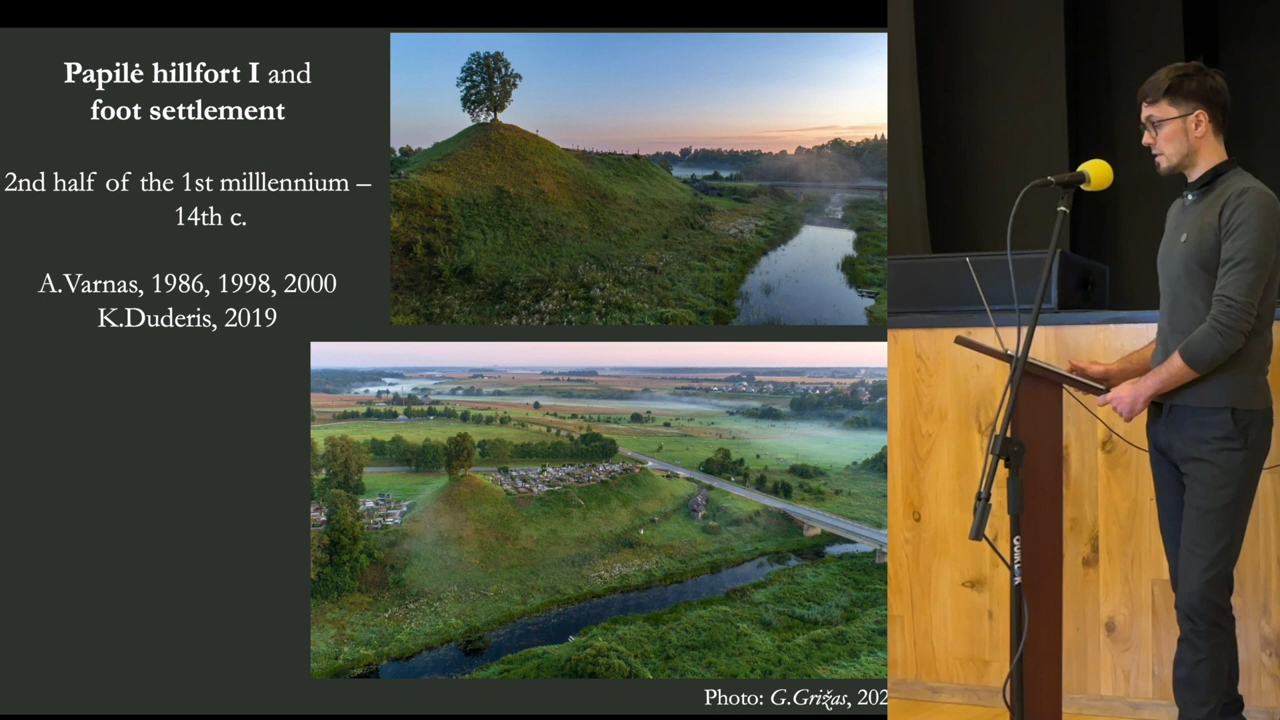 Papilė hillfort I and
foot settlement
2nd half of the 1st milllennium –
14th c.
A.Varnas, 1986, 1998, 2000
K.Duderis, 2019
Photo: G.Grižas, 202